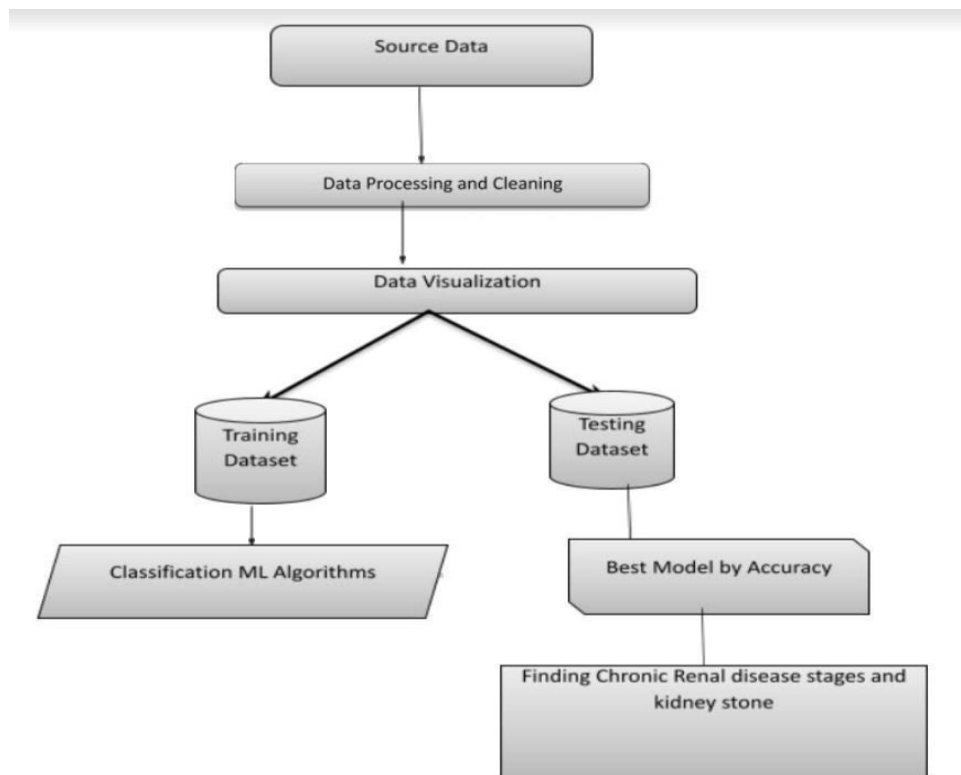 Source Data
Data Processing and Cleaning
Data Visualization
Training
Dataset
Testing
Dataset
Classification ML Algorithms
Best Model by Accuracy
Finding Chronic Renal disease stages and
kidney stone